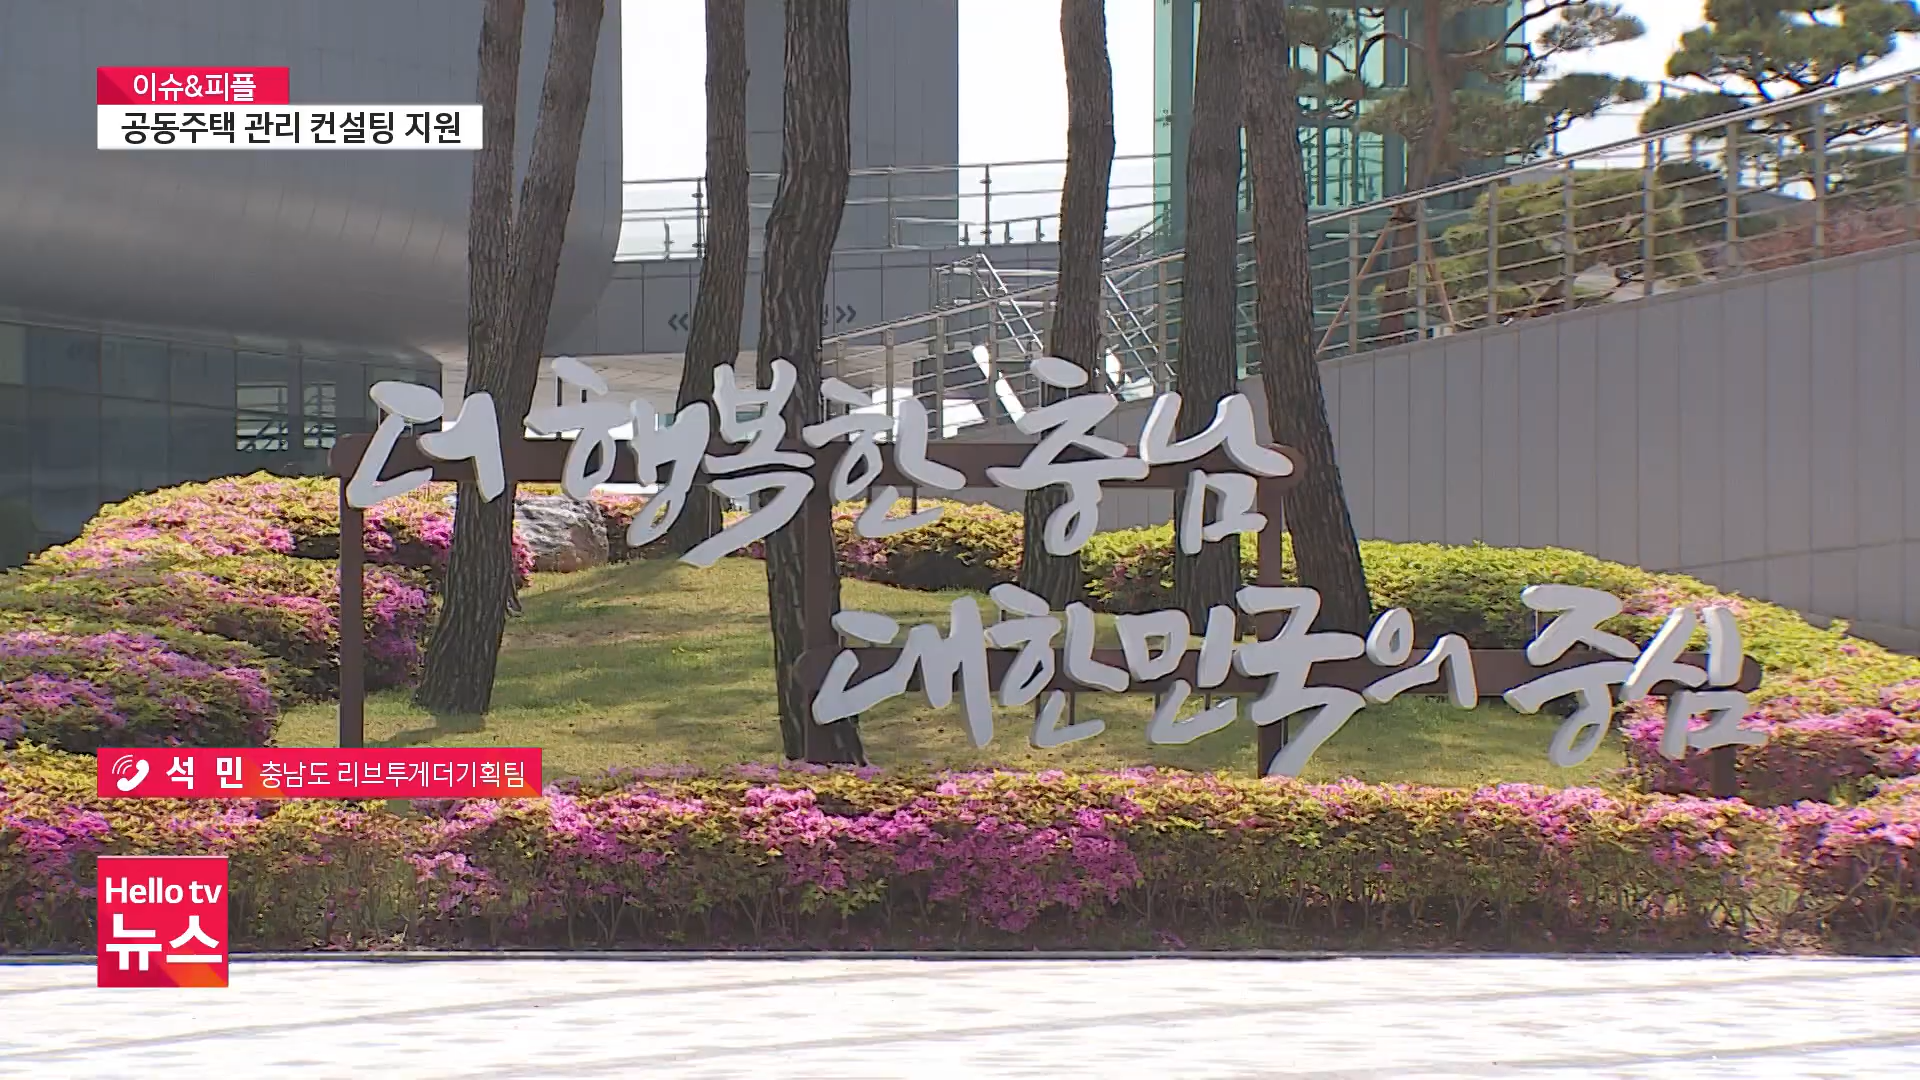 이슈&피플
공동주택 관리 컨설팅 지원
더 행복한 충남
대한민국의 중심
석 민 충남도 리브투게더기획팀
Hello tv
뉴스